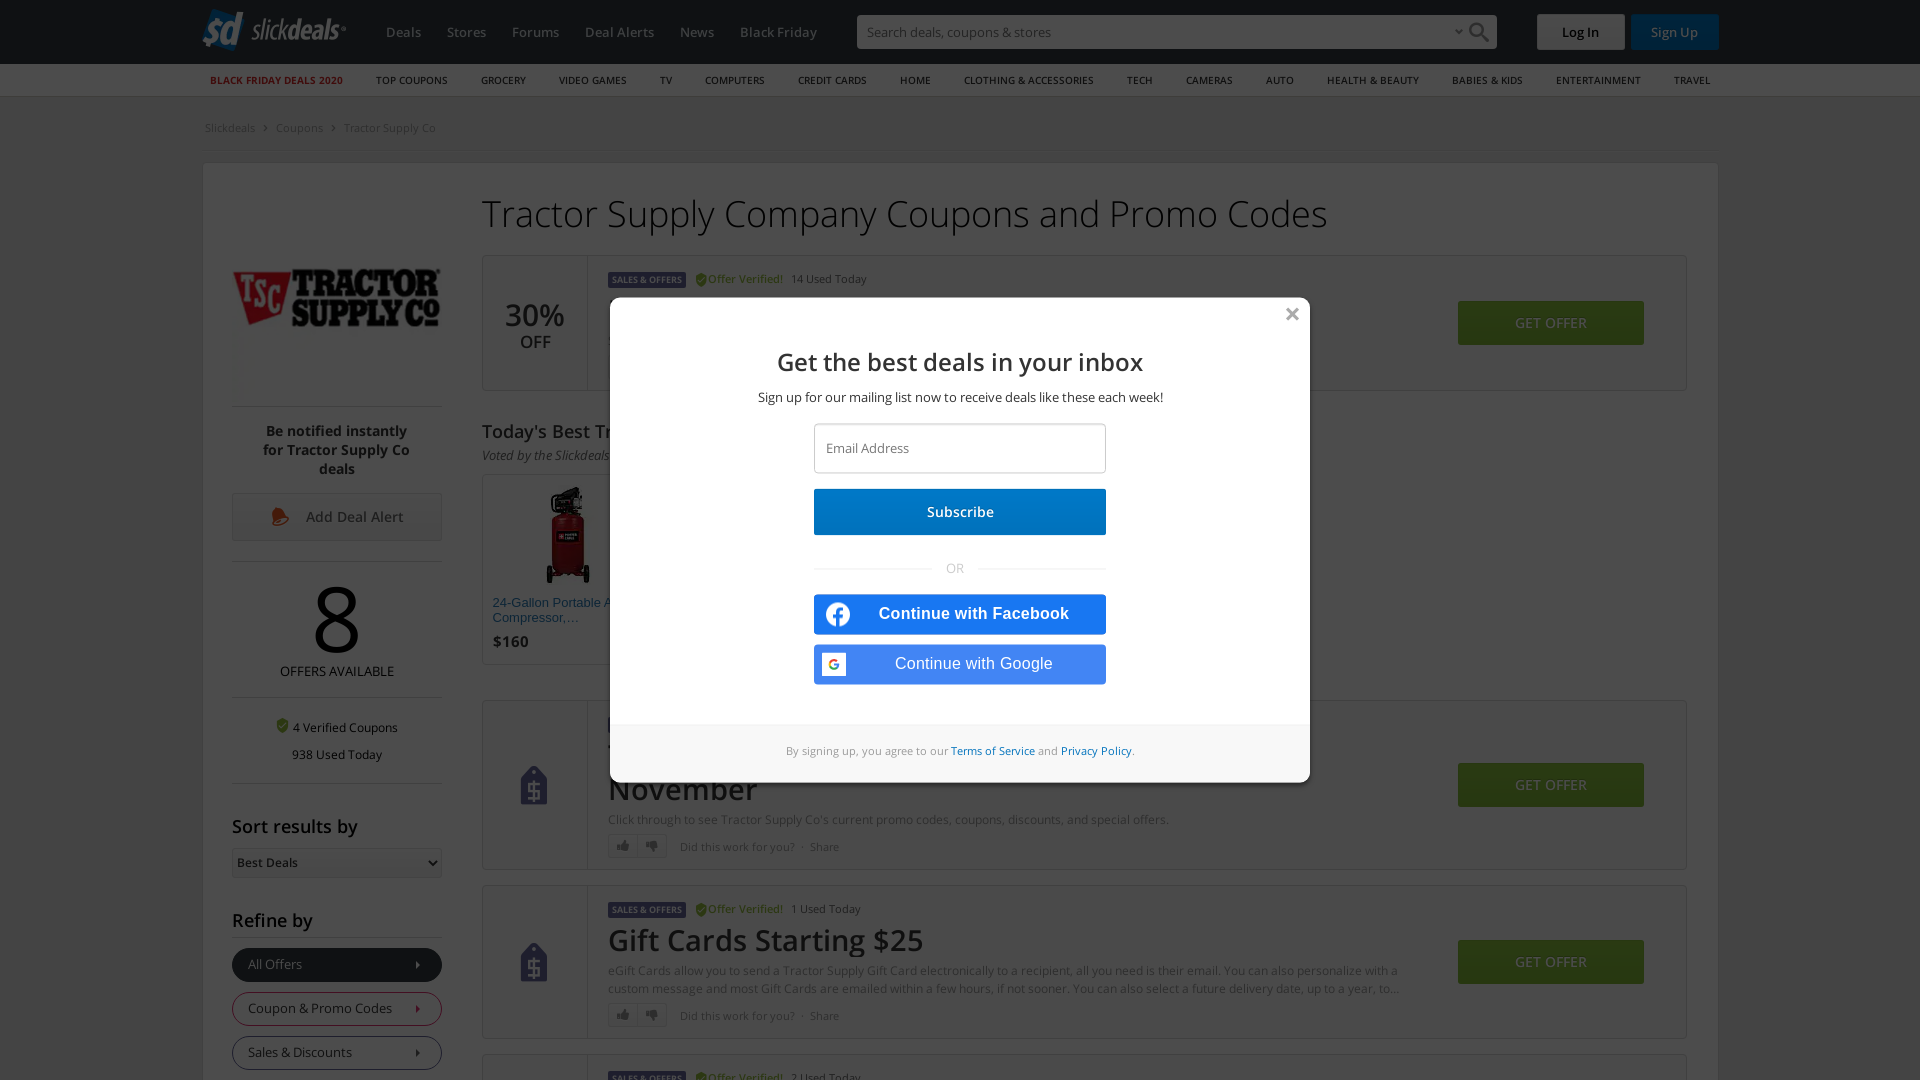 sd slickdeals
Deals
Stores
Forums
Deal Alerts
News
Black Friday
Search deals, coupons & stores
Log In
Sign Up
BLACK FRIDAY DEALS 2020
TOP COUPONS
GROCERY
VIDEO GAMES
TV
COMPUTERS
CREDIT CARDS
HOME
CLOTHING & ACCESSORIES
TECH
CAMERAS
AUTO
HEALTH & BEAUTY
BABIES & KIDS
ENTERTAINMENT
TRAVEL
Slickdeals
Coupons
Tractor Supply Co
Tractor Supply Company Coupons and Promo Codes
TSC TRACTOR
SUPPLY CO
Be notified instantly
for Tractor Supply Co
deals
Add Deal Alert
8
OFFERS AVAILABLE
4 Verified Coupons
938 Used Today
Sort results by
Best Deals
Refine by
All Offers
Coupon & Promo Codes
Sales & Discounts
30%
OFF
SALES & OFFERS
Offer Verified!
14 Used Today
GET OFFER
Today's Best
Voted by the Slickdeals
24-Gallon Portable
Compressor,...
$160
Get the best deals in your inbox
Sign up for our mailing list now to receive deals like these each week!
Email Address
Subscribe
OR
Continue with Facebook
Continue with Google
By signing up, you agree to our Terms of Service and Privacy Policy.
November
Click through to see Tractor Supply Co's current promo codes, coupons, discounts, and special offers.
Did this work for you? · Share
GET OFFER
SALES & OFFERS
Offer Verified!
1 Used Today
Gift Cards Starting $25
eGift Cards allow you to send a Tractor Supply Gift Card electronically to a recipient, all you need is their email. You can also personalize with a
custom message and most Gift Cards are emailed within a few hours, if not sooner. You can also select a future delivery date, up to a year, to...
Did this work for you? · Share
GET OFFER
SALES & OFFERS
Offer Verified!
2 Used Today